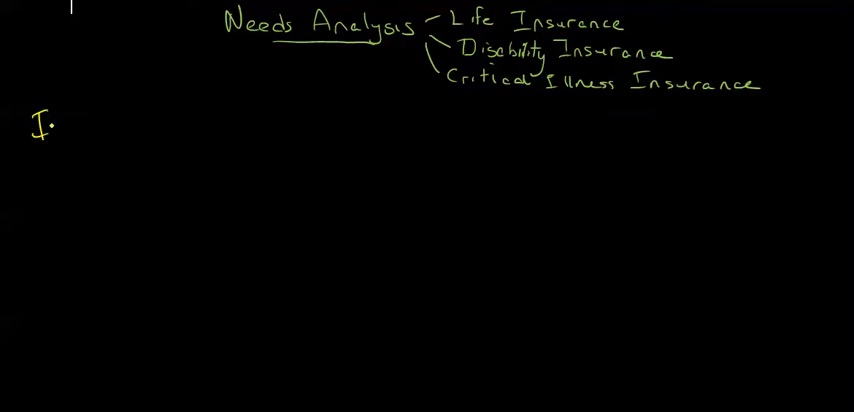 Needs Analysis - Life Insurance
Disability Insurance
Critical Illness Insurance
I.